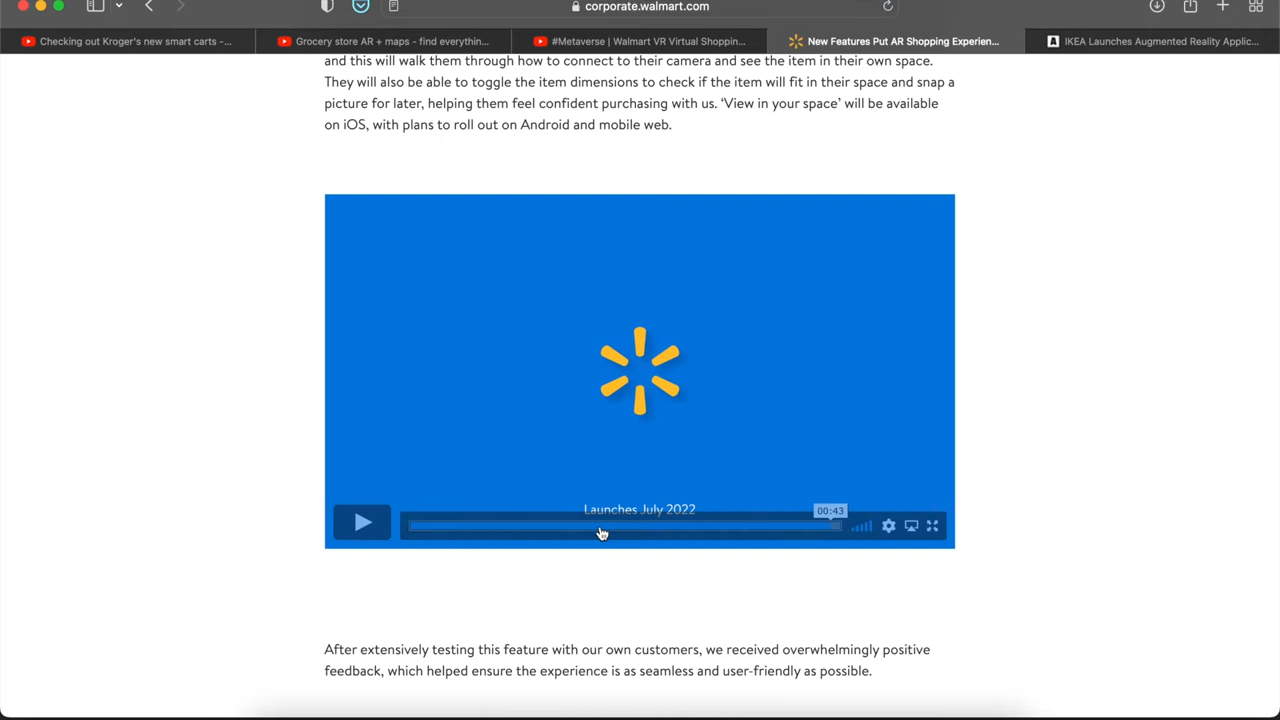 corporate.walmart.com
Checking out Kroger's new smart carts -...
Grocery store AR + maps - find everythin...
#Metaverse | Walmart VR Virtual Shoppin...
New Features Put AR Shopping Experien...
A IKEA Launches Augmented Reality Applic...
and this will walk them through how to connect to their camera and see the item in their own space.
They will also be able to toggle the item dimensions to check if the item will fit in their space and snap a
picture for later, helping them feel confident purchasing with us. ‘View in your space’ will be available
on iOS, with plans to roll out on Android and mobile web.
Launches July 2022
00:43
After extensively testing this feature with our own customers, we received overwhelmingly positive
feedback, which helped ensure the experience is as seamless and user-friendly as possible.